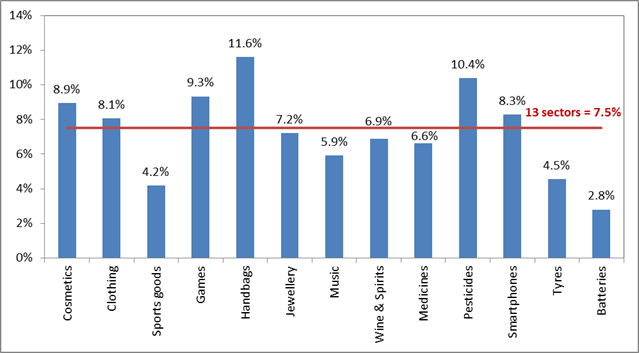 14%
12%
10%
8%
6%
4%
2%
0%
8.9%
8.1%
4.2%
9.3%
11.6%
7.2%
5.9%
6.9%
6.6%
10.4%
8.3%
4.5%
2.8%
13 sectors = 7.5%
Cosmetics
Clothing
Sports goods
Games
Handbags
Jewellery
Music
Wine & Spirits
Medicines
Pesticides
Smartphones
Tyres
Batteries